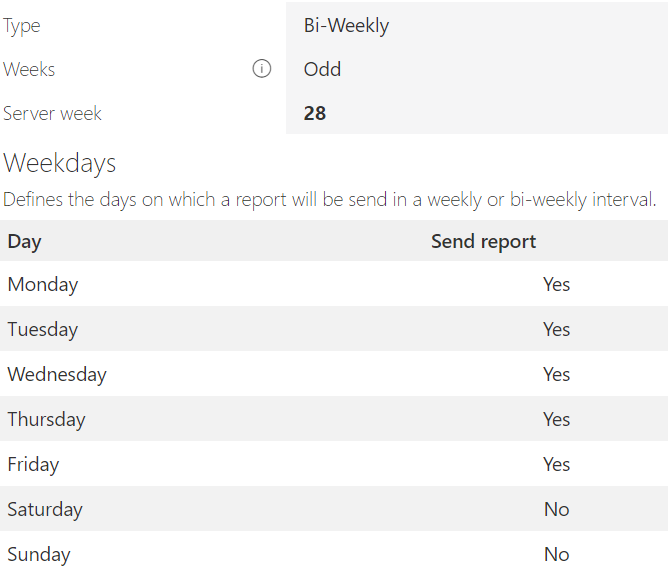 Type Bi-Weekly
Weeks Odd
Server week 28
Weekdays
Defines the days on which a report will be send in a weekly or bi-weekly interval.
Day Send report
Monday Yes
Tuesday Yes
Wednesday Yes
Thursday Yes
Friday Yes
Saturday No
Sunday No